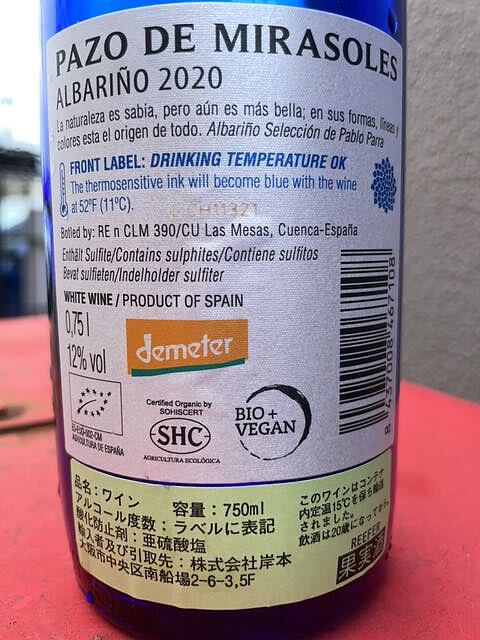 PAZO DE MIRASOLES
ALBARIÑO 2020
La naturaleza es sabia, pero aún es más bella; en sus formas, líneas y
colores esta el origen de todo. Albariño Selección de Pablo Parra
FRONT LABEL: DRINKING TEMPERATURE OK
The thermosensitive ink will become blue with the wine
at 52°F (11°C).
Botled by: RE n CLM 390/CU Las Mesas, Cuenca-España
Enthält Sulfite/Contains sulphites/Contiene sulfitos
Bevat sulfieten/Indelholder sulfiter
WHITE WINE / PRODUCT OF SPAIN
0,75 l
12% vol
demeter
ES-ECO-002-CM
AGRICULTURA DE ESPAÑA
Certified Organic by
SOHISCERT
SHC
AGRICULTURA ECOLÓGICA
BIO+
VEGAN
品名:ワイン 容量:750ml
アルコール度数:ラベルに表記
酸化防止剤:亜硫酸塩
輸入者及び引取先:株式会社岸本
大阪市中央区南船場2-6-3,5F
このワインはコンテナ
内定温15℃を保ち輸送
されました。
飲酒は20歳になってから。
REEFER
果実酒